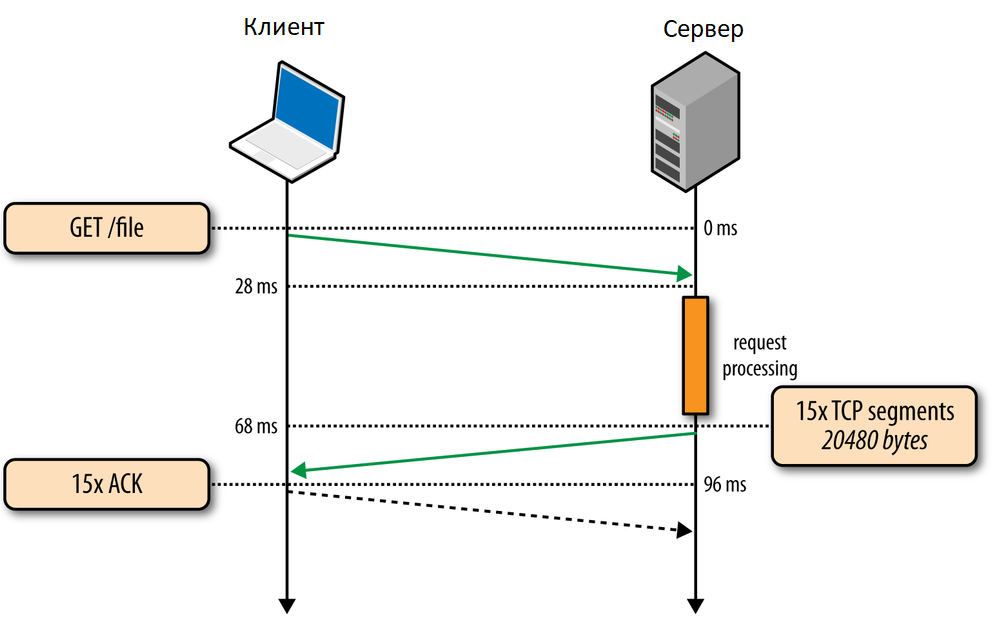 Клиент
Сервер
GET /file
0 ms
28 ms
request
processing
15x TCP segments
20480 bytes
68 ms
15x ACK
96 ms